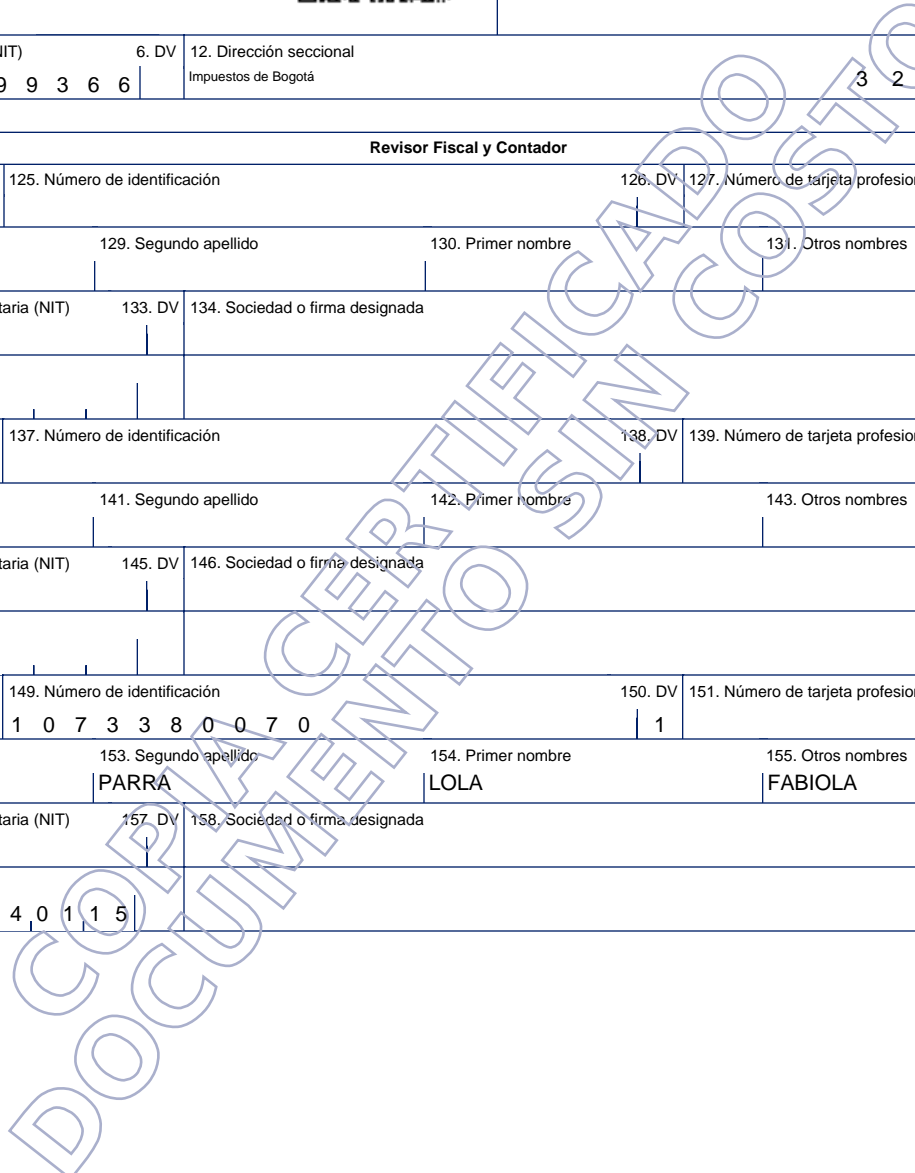 NIT) 6. DV 12. Dirección seccional
9 9 3 6 6 Impuestos de Bogotá 3 2
Revisor Fiscal y Contador
125. Número de identificación 126. DV 127. Número de tarjeta profesion
129. Segundo apellido 130. Primer nombre 131. Otros nombres
taria (NIT) 133. DV 134. Sociedad o firma designada
137. Número de identificación 138. DV 139. Número de tarjeta profesion
141. Segundo apellido 142. Primer nombre 143. Otros nombres
taria (NIT) 145. DV 146. Sociedad o firma designada
149. Número de identificación 150. DV 151. Número de tarjeta profesion
1 0 7 3 3 8 0 0 7 0 1
153. Segundo apellido 154. Primer nombre 155. Otros nombres
PARRA LOLA FABIOLA
taria (NIT) 157. DV 158. Sociedad o firma designada
4 0 1 1 5
COPIA CERTIFICADO
DOCUMENTO SIN COSTO